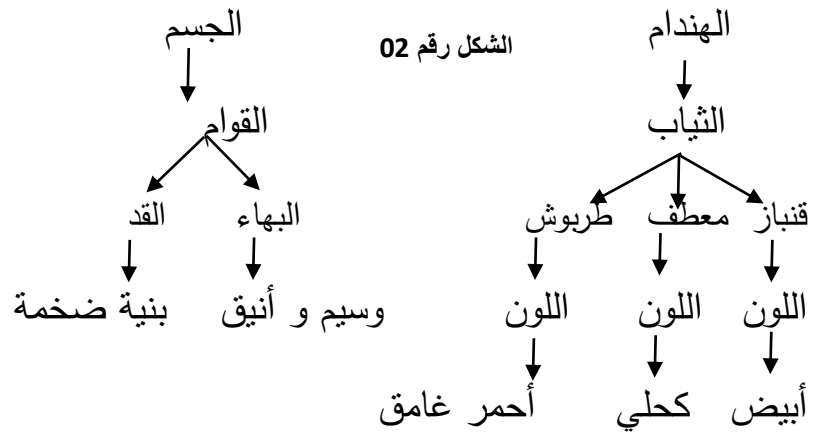 الهندام الجسم
الشكل رقم 02
الثياب القوام
قنباز معطف طربوش البهاء القد
اللون اللون اللون وسيم و أنيق بنية ضخمة
أبيض كحلي أحمر غامق